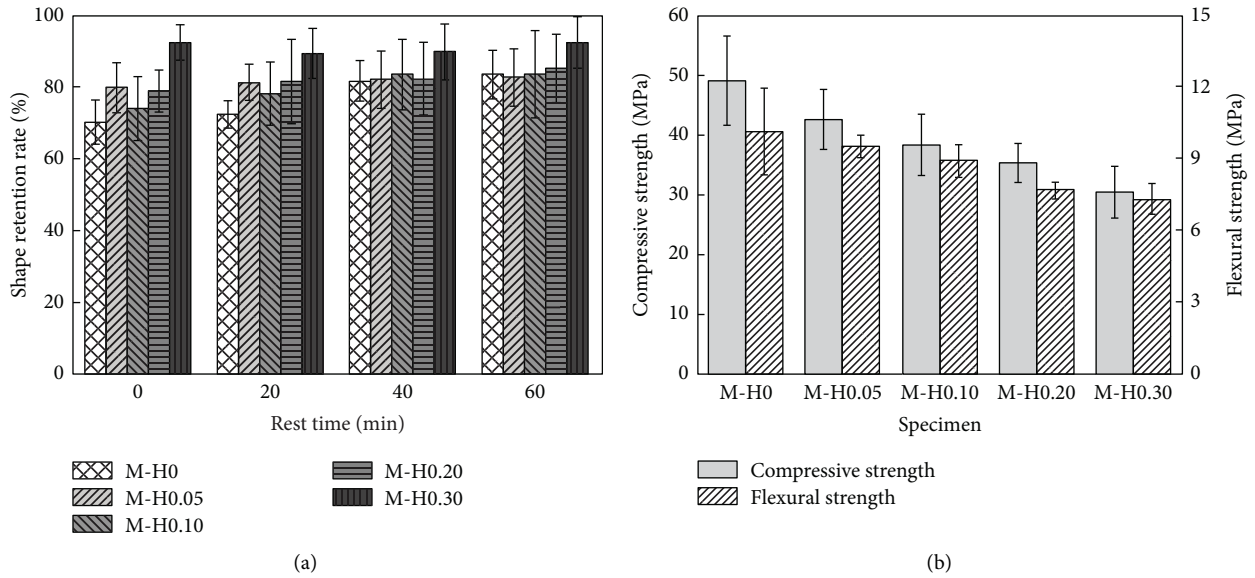 100
80
60
40
20
0
Shape retention rate (%)
0 20 40 60
Rest time (min)
M-H0
M-H0.05
M-H0.10
M-H0.20
M-H0.30
(a)
60
50
40
30
20
10
0
Compressive strength (MPa)
15
12
9
6
3
0
Flexural strength (MPa)
M-H0 M-H0.05 M-H0.10 M-H0.20 M-H0.30
Specimen
Compressive strength
Flexural strength
(b)